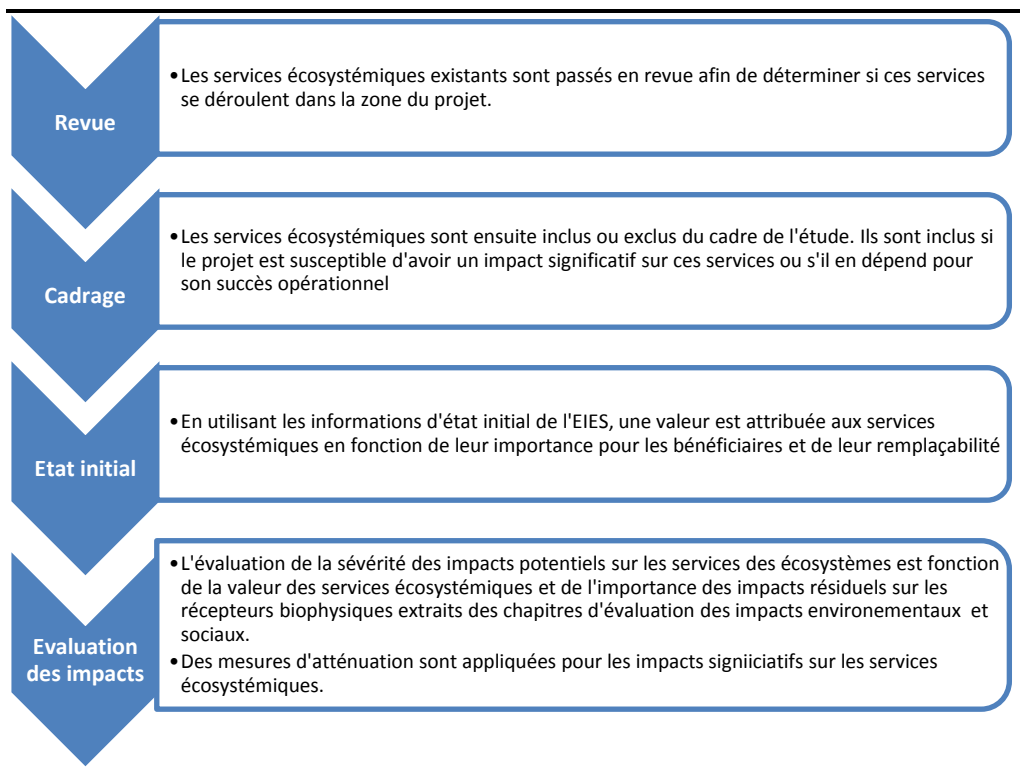 Revue
•Les services écosystémiques existants sont passés en revue afin de déterminer si ces services
se déroulent dans la zone du projet.
Cadrage
•Les services écosystémiques sont ensuite inclus ou exclus du cadre de l'étude. Ils sont inclus si
le projet est susceptible d'avoir un impact significatif sur ces services ou s'il en dépend pour
son succès opérationnel
Etat initial
•En utilisant les informations d'état initial de l'EIES, une valeur est attribuée aux services
écosystémiques en fonction de leur importance pour les bénéficiaires et de leur remplaçabilité
Evaluation
des impacts
•L'évaluation de la sévérité des impacts potentiels sur les services des écosystèmes est fonction
de la valeur des services écosystémiques et de l'importance des impacts résiduels sur les
récepteurs biophysiques extraits des chapitres d'évaluation des impacts environementaux et
sociaux.
•Des mesures d'atténuation sont appliquées pour les impacts signiiciatifs sur les services
écosystémiques.